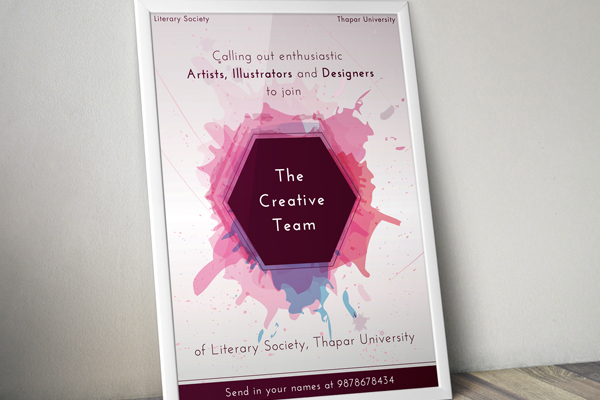 Literary Society
Thapar University
Calling out enthusiastic
Artists, Illustrators and Designers
to join
The
Creative
Team
of Literary Society, Thapar University
Send in your names at 9878678434